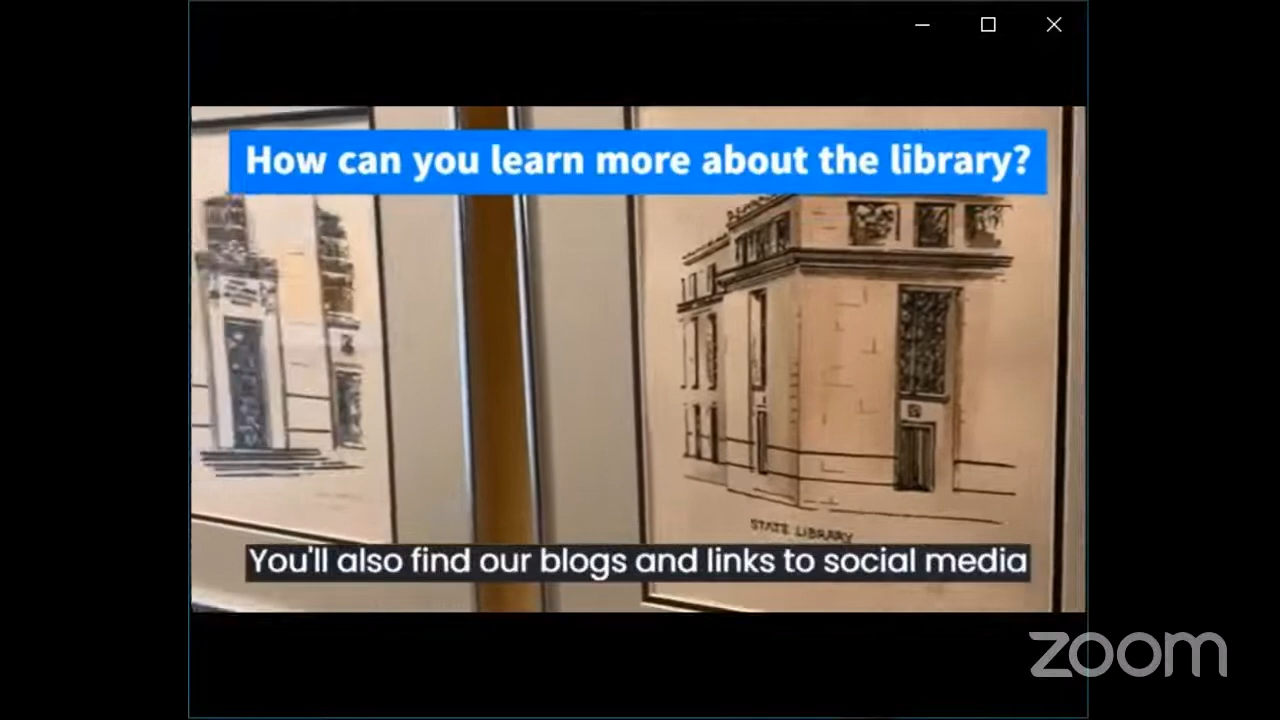 How can you learn more about the library?
STATE LIBRARY
You'll also find our blogs and links to social media
zoom